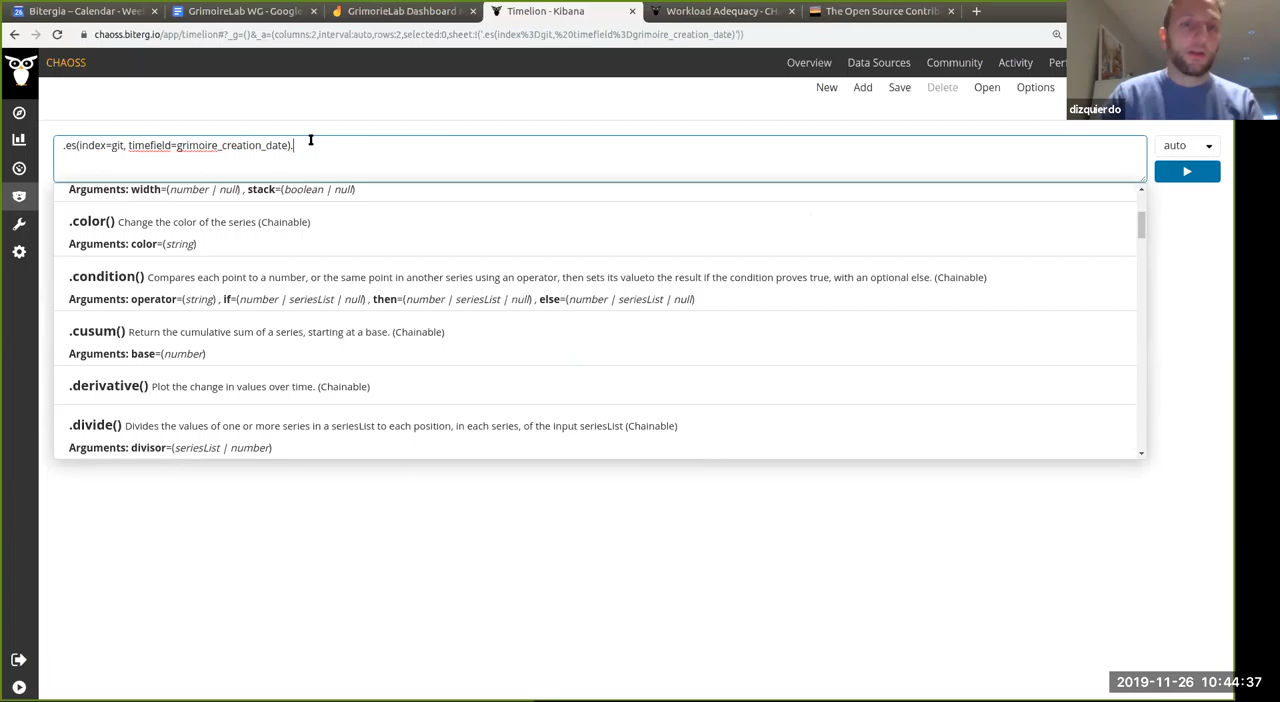 Bitergia – Calendar - Wee
GrimoireLab WG - Google
GrimorieLab Dashboard
Timelion - Kibana
Workload Adequacy - CH
The Open Source Contrib
chaoss.biterg.io/app/timelion#?_g=()&_a=(columns:2,interval:auto,rows:2,selected:0,sheet:!('.es(index%3Dgit,%20timefield%3Dgrimoire_creation_date)'))
CHAOSS
Overview Data Sources Community Activity Per
New Add Save Delete Open Options
dizquierdo
.es(index=git, timefield=grimoire_creation_date).
auto
Arguments: width=(number | null) , stack=(boolean | null)
.color() Change the color of the series (Chainable)
Arguments: color=(string)
.condition() Compares each point to a number, or the same point in another series using an operator, then sets its valueto the result if the condition proves true, with an optional else. (Chainable)
Arguments: operator=(string) , if=(number | seriesList | null) , then=(number | seriesList | null) , else=(number | seriesList | null)
.cusum() Return the cumulative sum of a series, starting at a base. (Chainable)
Arguments: base=(number)
.derivative() Plot the change in values over time. (Chainable)
.divide() Divides the values of one or more series in a seriesList to each position, in each series, of the input seriesList (Chainable)
Arguments: divisor=(seriesList | number)
2019-11-26 10:44:37